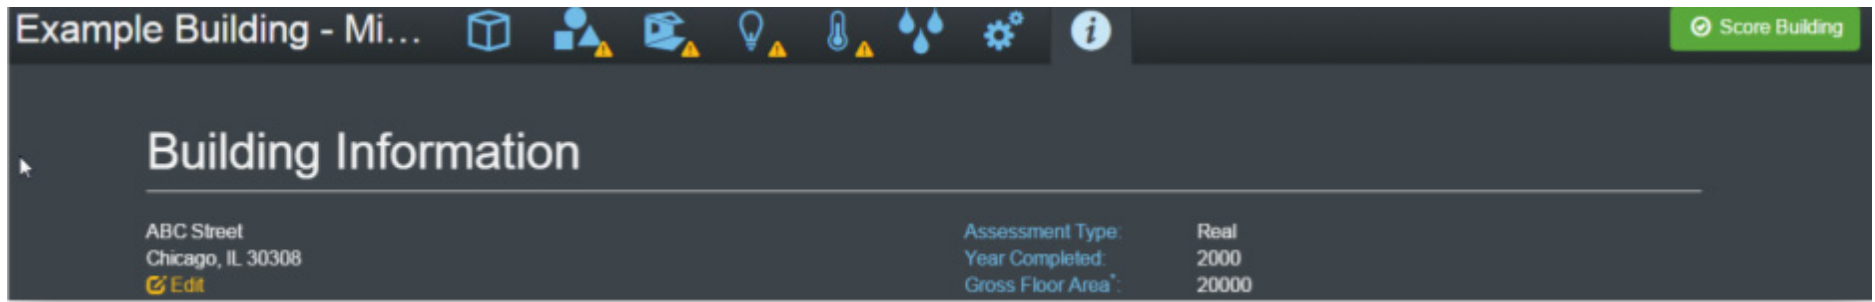 Example Building - Mi...
Score Building
Building Information
ABC Street
Chicago, IL 30308
Edit
Assessment Type: Real
Year Completed: 2000
Gross Floor Area*: 20000